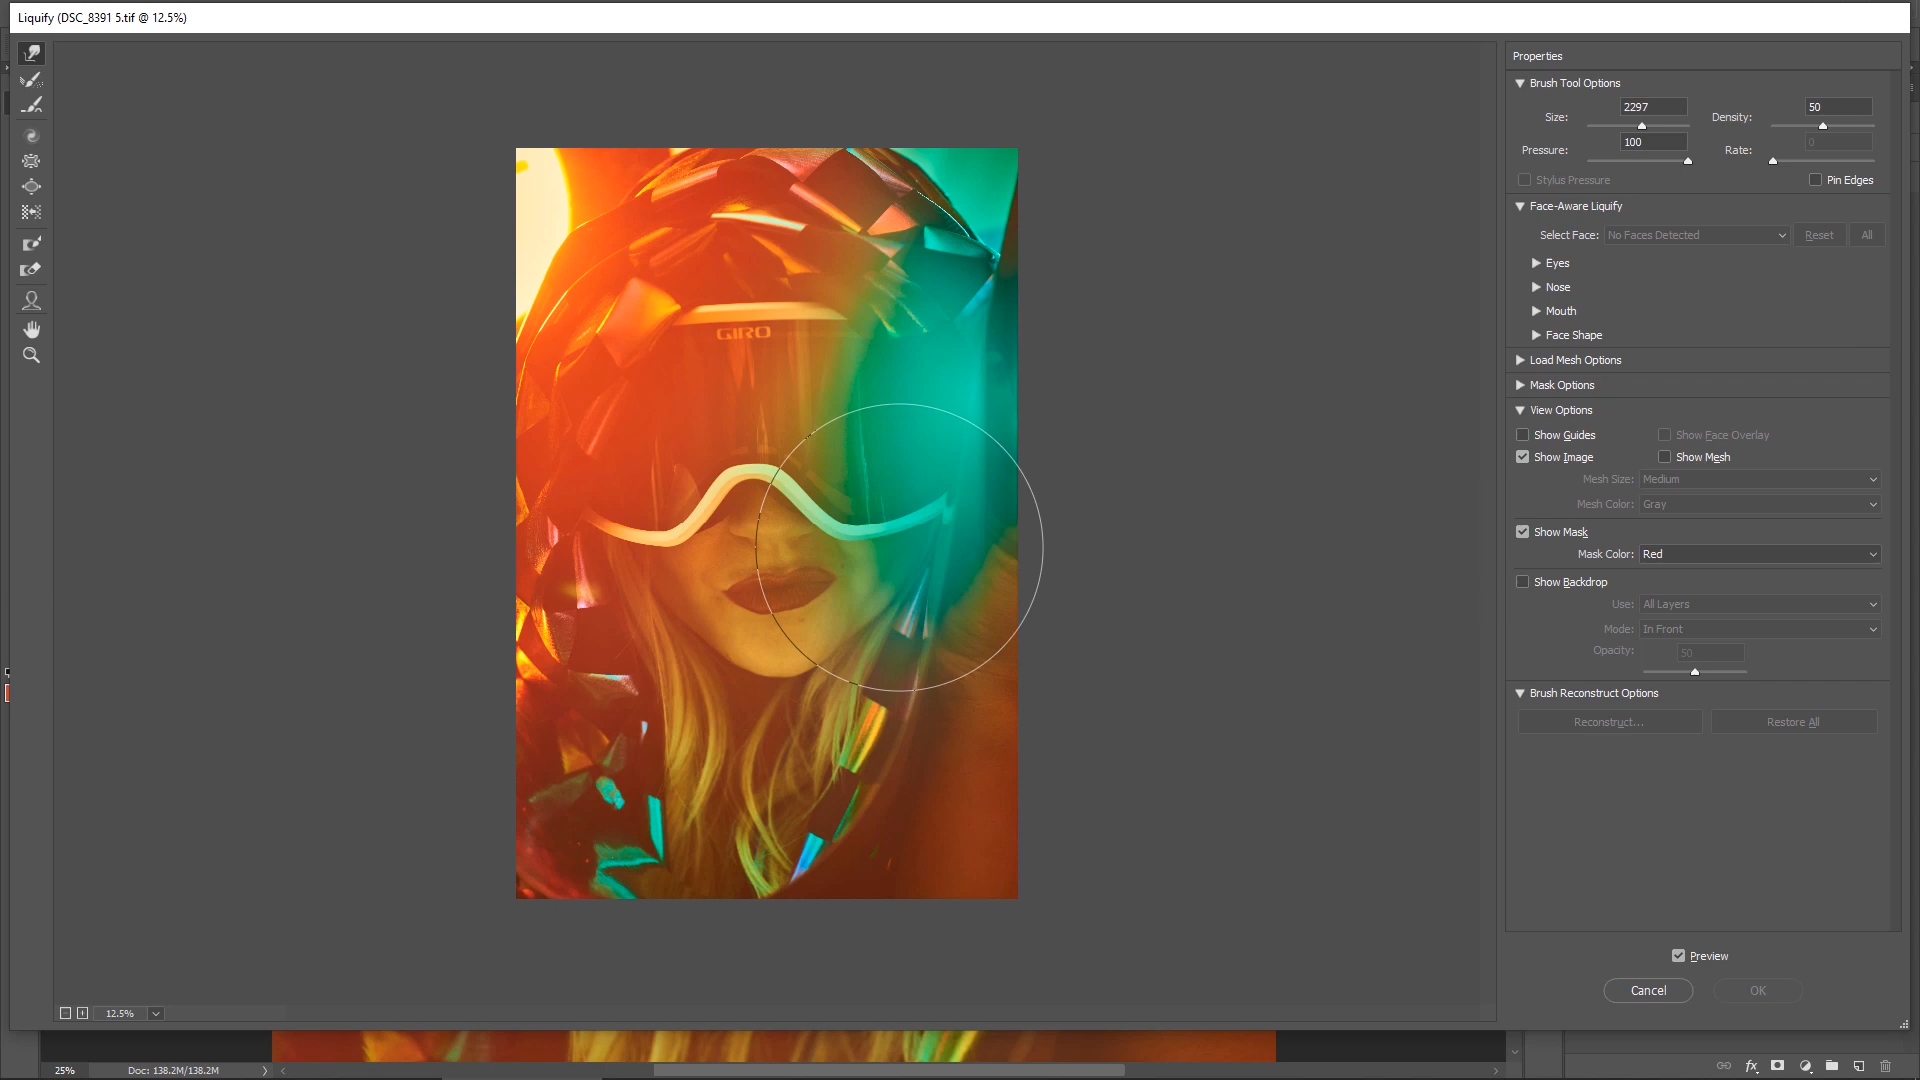 Liquify (DSC_8391 5.tif @ 12.5%)
Properties
Brush Tool Options
Size: 2297 Density: 50
Pressure: 100 Rate: 0
Stylus Pressure Pin Edges
Face-Aware Liquify
Select Face: No Faces Detected Reset All
Eyes
Nose
Mouth
Face Shape
Load Mesh Options
Mask Options
View Options
Show Guides Show Face Overlay
Show Image Show Mesh
Mesh Size: Medium
Mesh Color: Gray
Show Mask
Mask Color: Red
Show Backdrop
Use: All Layers
Mode: In Front
Opacity: 50
Brush Reconstruct Options
Reconstruct... Restore All
Preview
Cancel OK
GIRO
12.5%
25% Doc: 138.2M/138.2M
fx